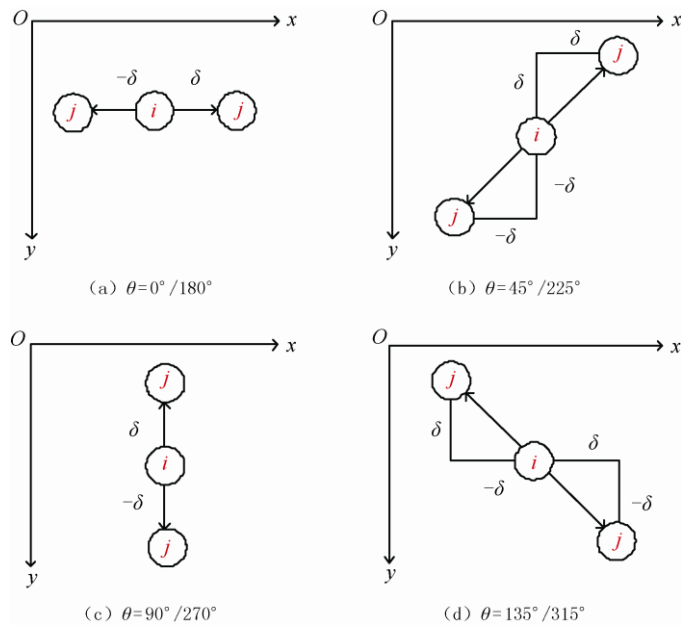 O x
−δ δ
j i j
y
(a) θ=0°/180°
O x
δ
j
δ
i
−δ
j
−δ
y
(b) θ=45°/225°
O x
j
δ
i
−δ
j
y
(c) θ=90°/270°
O x
j
δ δ
i
−δ −δ
j
y
(d) θ=135°/315°